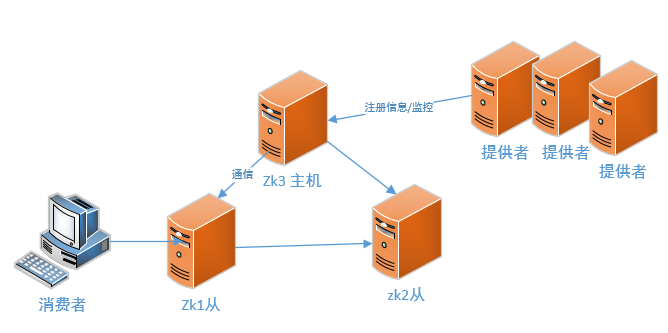 注册信息/监控
提供者
提供者
提供者
通信
Zk3 主机
消费者
Zk1从
zk2从